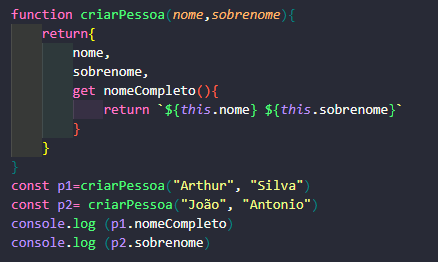 function criarPessoa(nome,sobrenome){
    return{
        nome,
        sobrenome,
        get nomeCompleto(){
            return `${this.nome} ${this.sobrenome}`
        }
    }
}
const p1=criarPessoa("Arthur", "Silva")
const p2= criarPessoa("João", "Antonio")
console.log (p1.nomeCompleto)
console.log (p2.sobrenome)